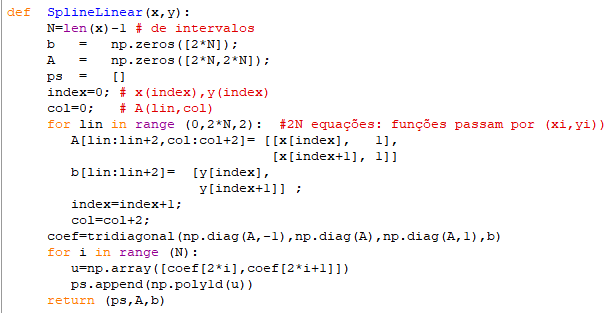 def  SplineLinear(x,y):
     N=len(x)-1 # de intervalos
     b   =   np.zeros([2*N]);
     A   =   np.zeros([2*N,2*N]);
     ps  =   []
     index=0; # x(index),y(index)
     col=0;   # A(lin,col)
     for lin in range (0,2*N,2):  #2N equações: funções passam por (xi,yi))
        A[lin:lin+2,col:col+2]= [[x[index],   1],
                                 [x[index+1], 1]]
        b[lin:lin+2]=  [y[index],
                        y[index+1]] ;
        index=index+1;
        col=col+2;
     coef=tridiagonal(np.diag(A,-1),np.diag(A),np.diag(A,1),b)
     for i in range (N):
        u=np.array([coef[2*i],coef[2*i+1]])
        ps.append(np.poly1d(u))
     return (ps,A,b)